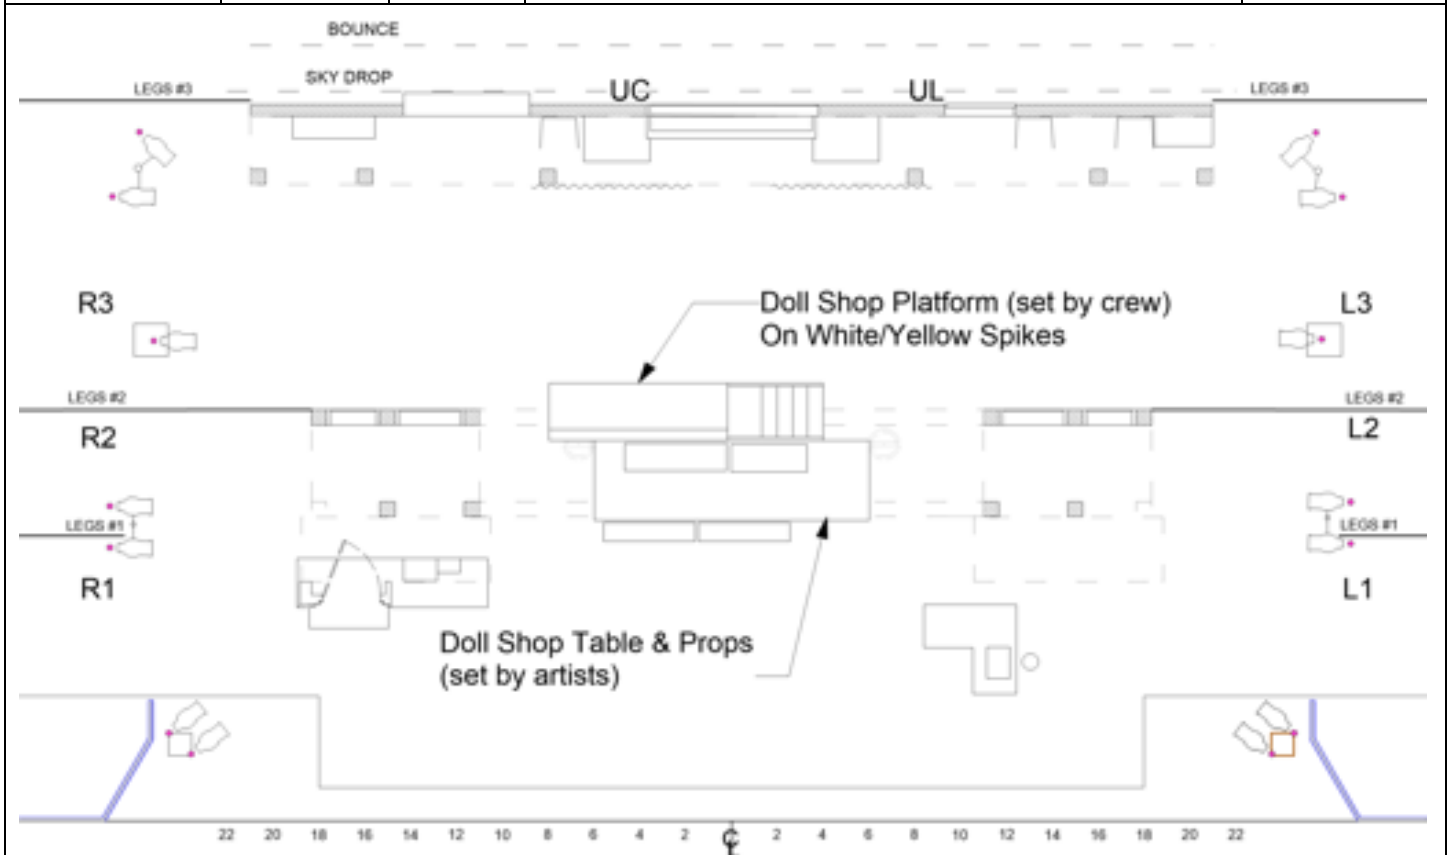 BOUNCE
SKY DROP
LEGS #3
UC
UL
LEGS #3
R3
Doll Shop Platform (set by crew)
On White/Yellow Spikes
L3
LEGS #2
LEGS #2
R2
L2
LEGS #1
LEGS #1
R1
L1
Doll Shop Table & Props
(set by artists)
22 20 18 16 14 12 10 8 6 4 2 ℄ 2 4 6 8 10 12 14 16 18 20 22